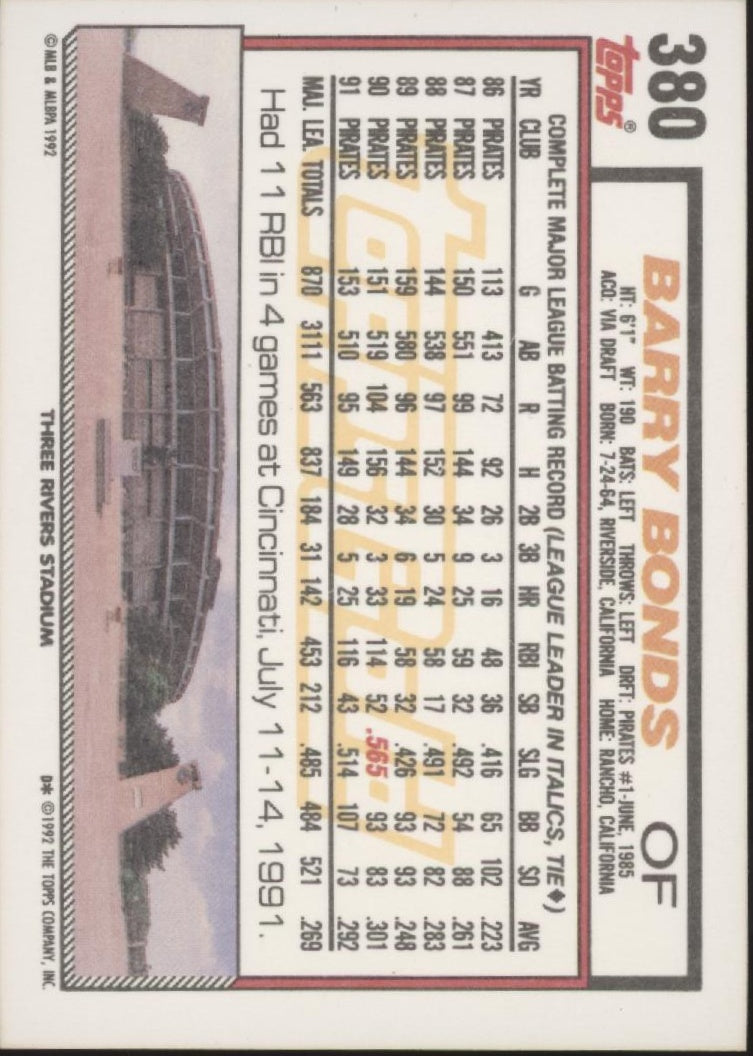 380
topps®
BARRY BONDS OF
HT: 6'1" WT: 190 BATS: LEFT THROWS: LEFT DRFT: PIRATES #1-JUNE, 1985
ACQ: VIA DRAFT BORN: 7-24-64, RIVERSIDE, CALIFORNIA HOME: RANCHO, CALIFORNIA
COMPLETE MAJOR LEAGUE BATTING RECORD (LEAGUE LEADER IN ITALICS, TIE♦)
YR CLUB G AB R H 2B 3B HR RBI SB SLG BB SO AVG
86 PIRATES 113 413 72 92 26 3 16 48 36 .416 65 102 .223
87 PIRATES 150 551 99 144 34 9 25 59 32 .492 54 88 .261
88 PIRATES 144 538 97 152 30 5 24 58 17 .491 72 82 .283
89 PIRATES 159 580 96 144 34 6 19 58 32 .426 93 93 .248
90 PIRATES 151 519 104 156 32 3 33 114 52 .565 93 83 .301
91 PIRATES 153 510 95 149 28 5 25 116 43 .514 107 73 .292
MAJ. LEA. TOTALS 870 3111 563 837 184 31 142 453 212 .485 484 521 .269
Had 11 RBI in 4 games at Cincinnati, July 11-14, 1991.
©MLB & MLBPA 1992 THREE RIVERS STADIUM D* ©1992 THE TOPPS COMPANY, INC.